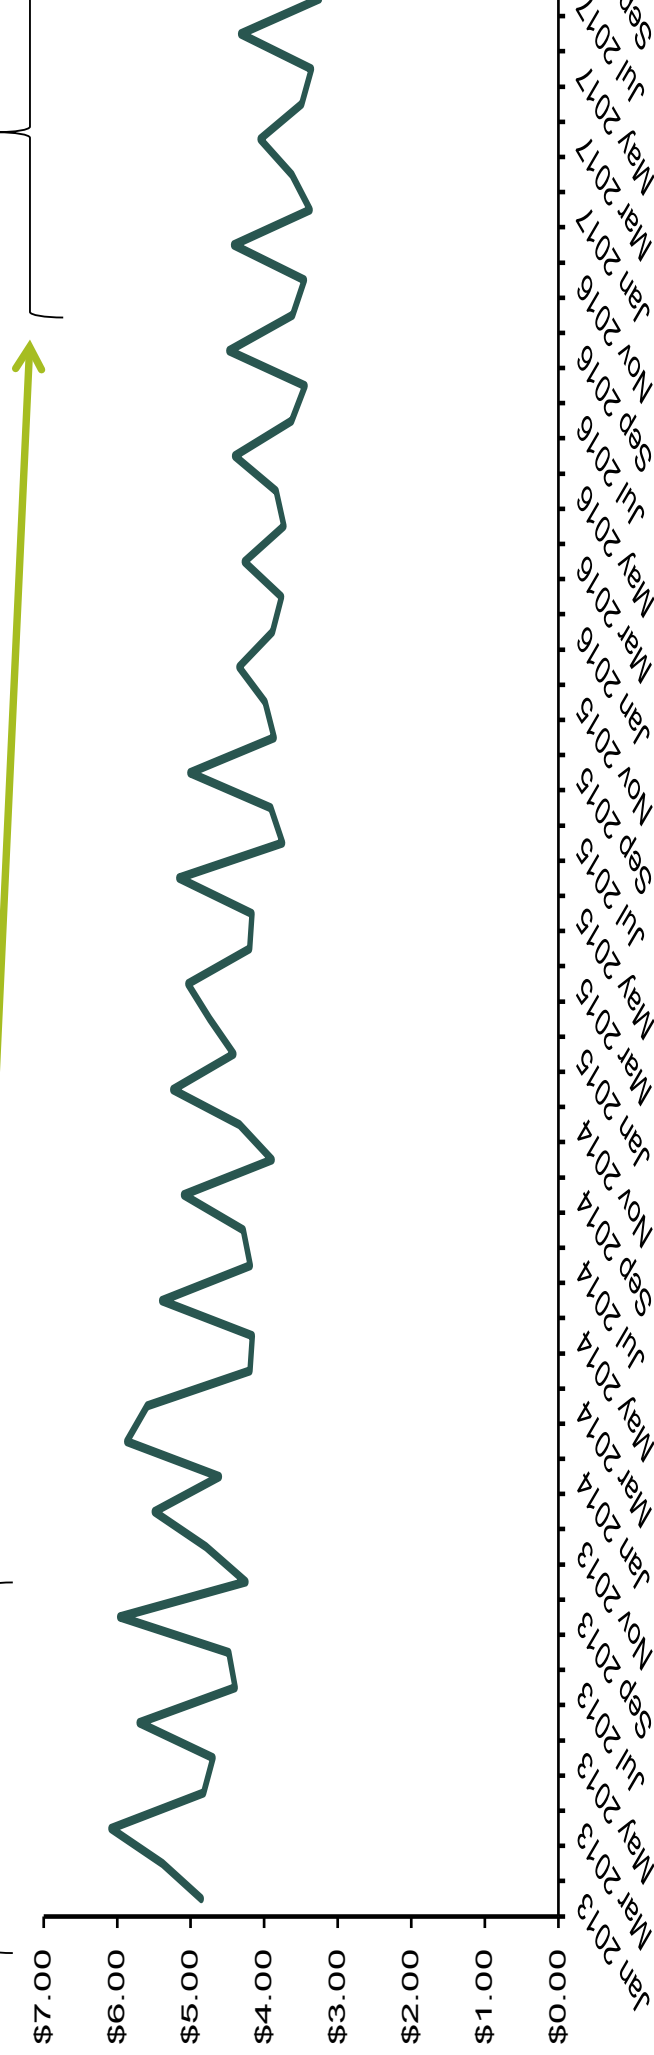 $7.00
$6.00
$5.00
$4.00
$3.00
$2.00
$1.00
$0.00
Jan 2013
Mar 2013
May 2013
Jul 2013
Sep 2013
Nov 2013
Jan 2014
Mar 2014
May 2014
Jul 2014
Sep 2014
Nov 2014
Jan 2015
Mar 2015
May 2015
Jul 2015
Sep 2015
Nov 2015
Jan 2016
Mar 2016
May 2016
Jul 2016
Sep 2016
Nov 2016
Jan 2017
Mar 2017
May 2017
Jul 2017
Sep